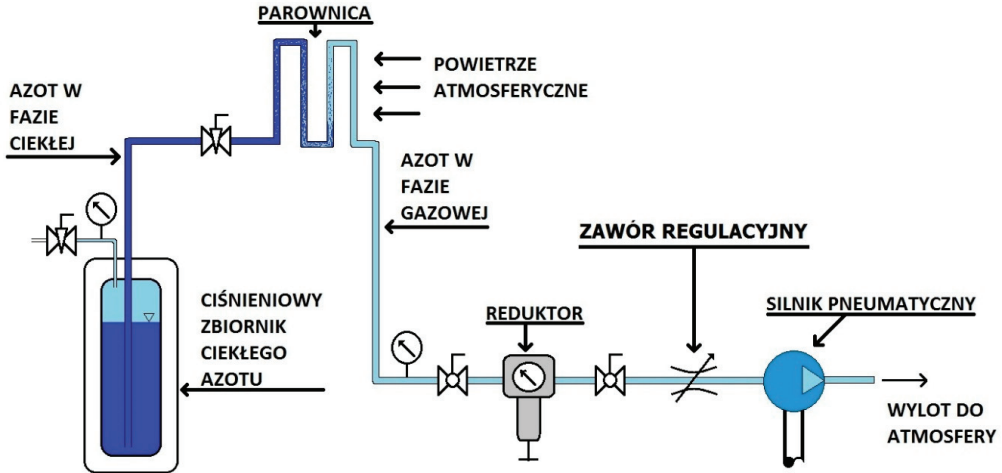 PAROWNICA
POWIETRZE
ATMOSFERYCZNE
AZOT W
FAZIE
CIEKŁEJ
AZOT W
FAZIE
GAZOWEJ
ZAWÓR REGULACYJNY
CIŚNIENIOWY
ZBIORNIK
CIEKŁEGO
AZOTU
REDUKTOR
SILNIK PNEUMATYCZNY
WYLOT DO
ATMOSFERY